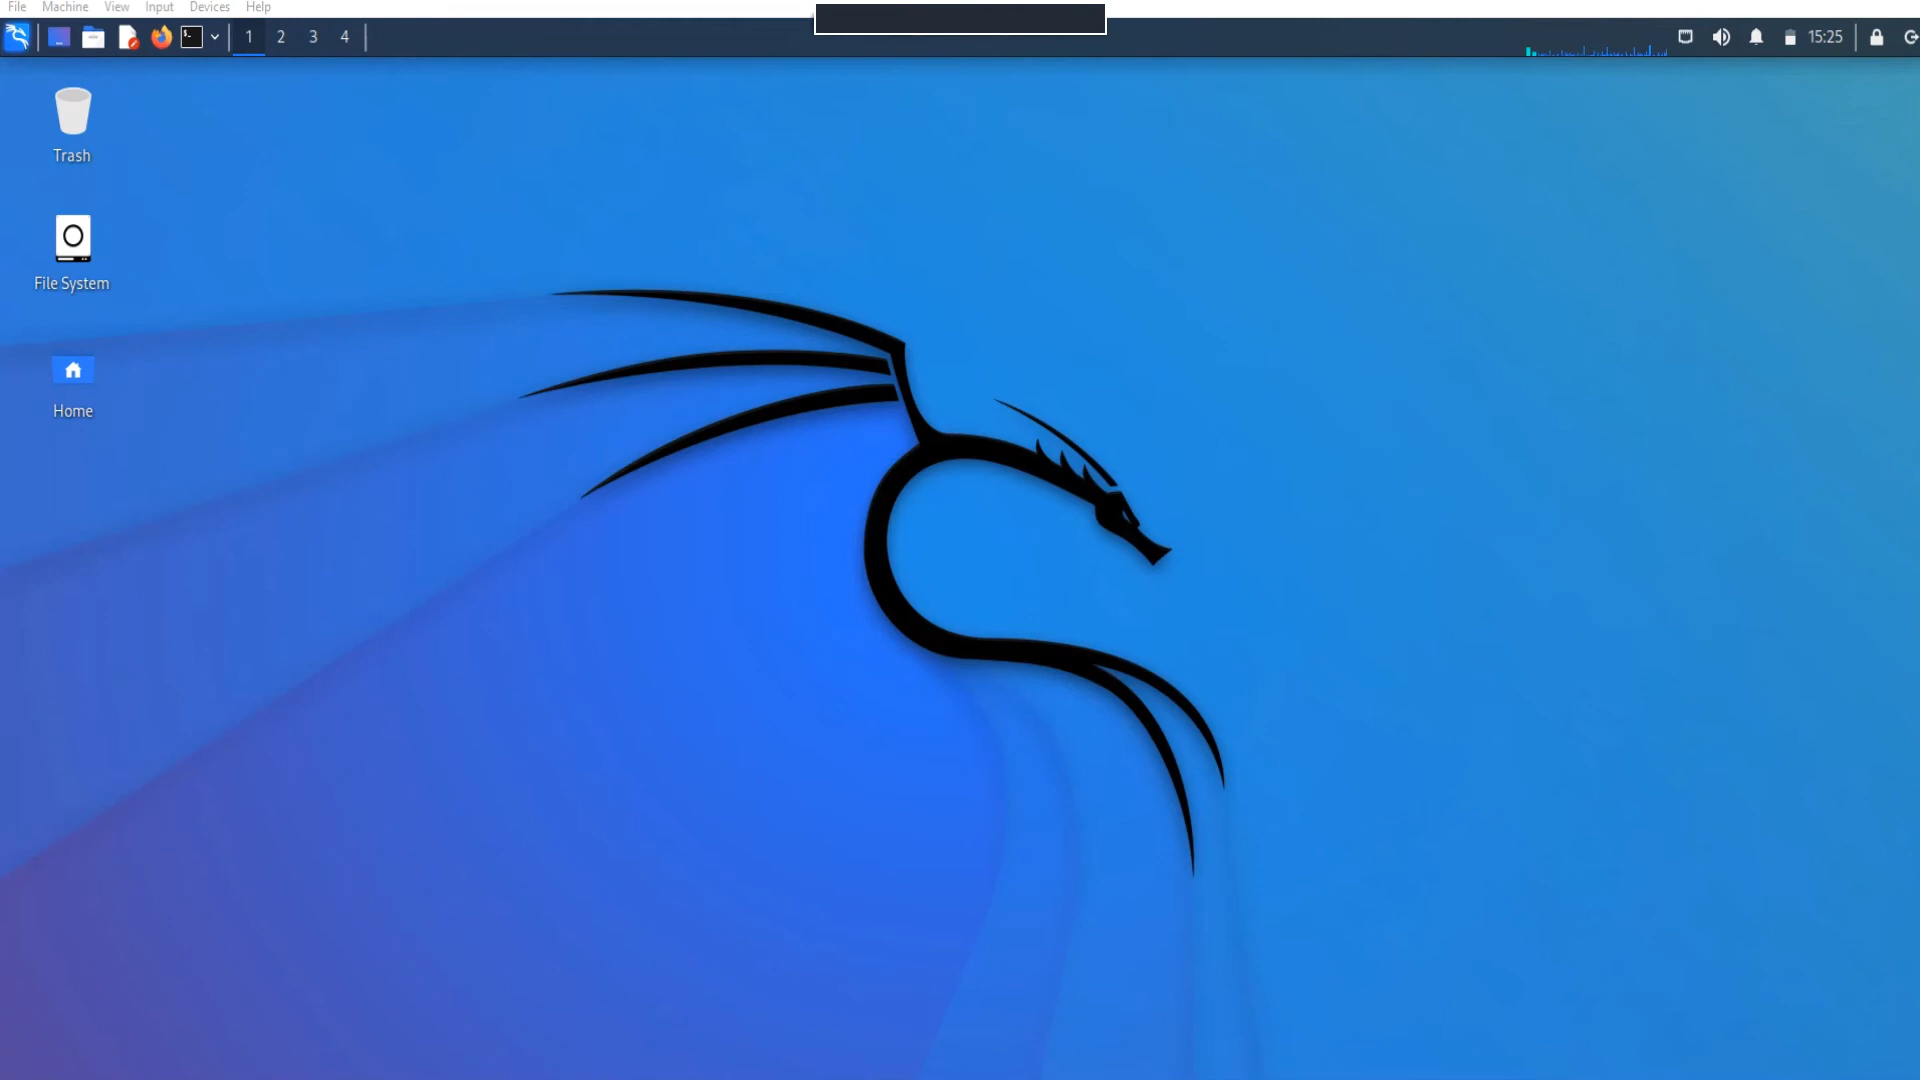 File Machine View Input Devices Help
1 2 3 4 15:25
Trash
File System
Home